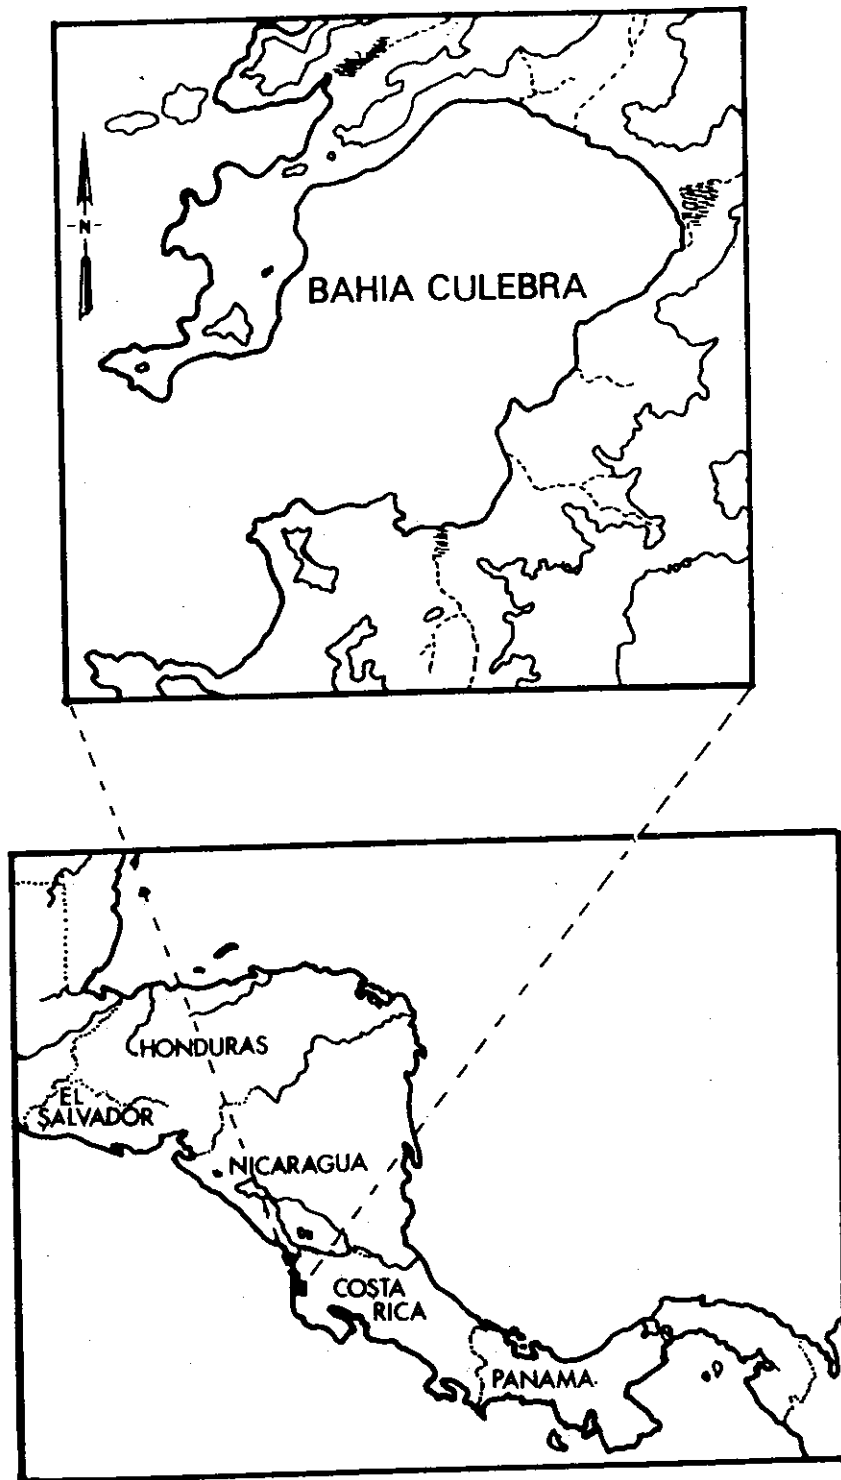 N
BAHIA CULEBRA
HONDURAS
EL
SALVADOR
NICARAGUA
COSTA
RICA
PANAMA